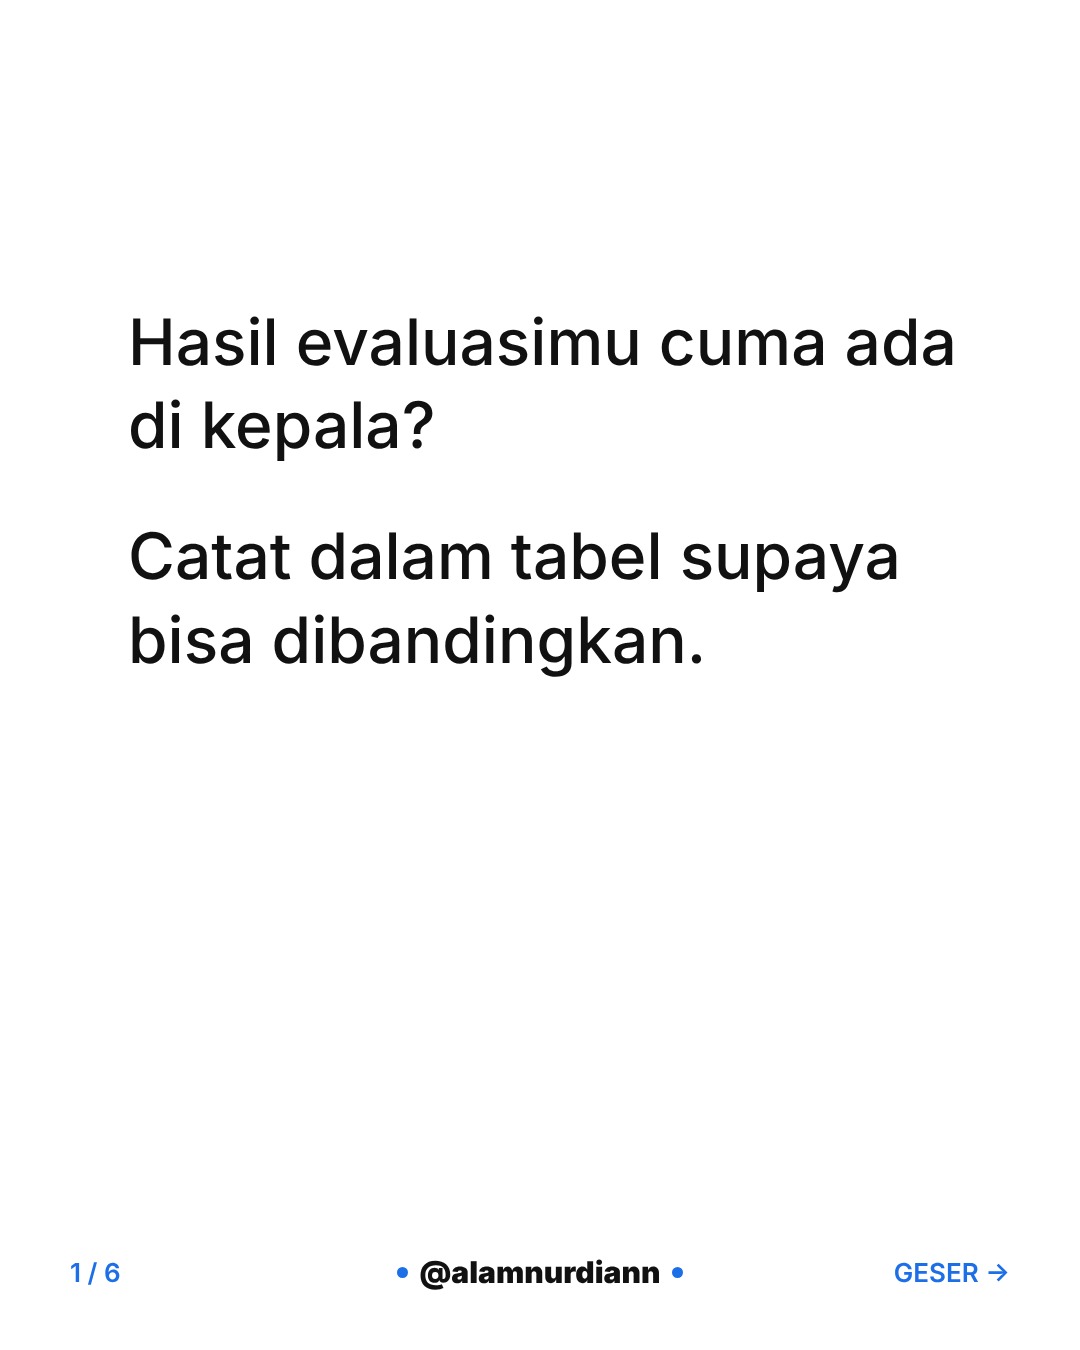 Hasil evaluasimu cuma ada
di kepala?
Catat dalam tabel supaya
bisa dibandingkan.
1 / 6
• @alamnurdiann •
GESER →